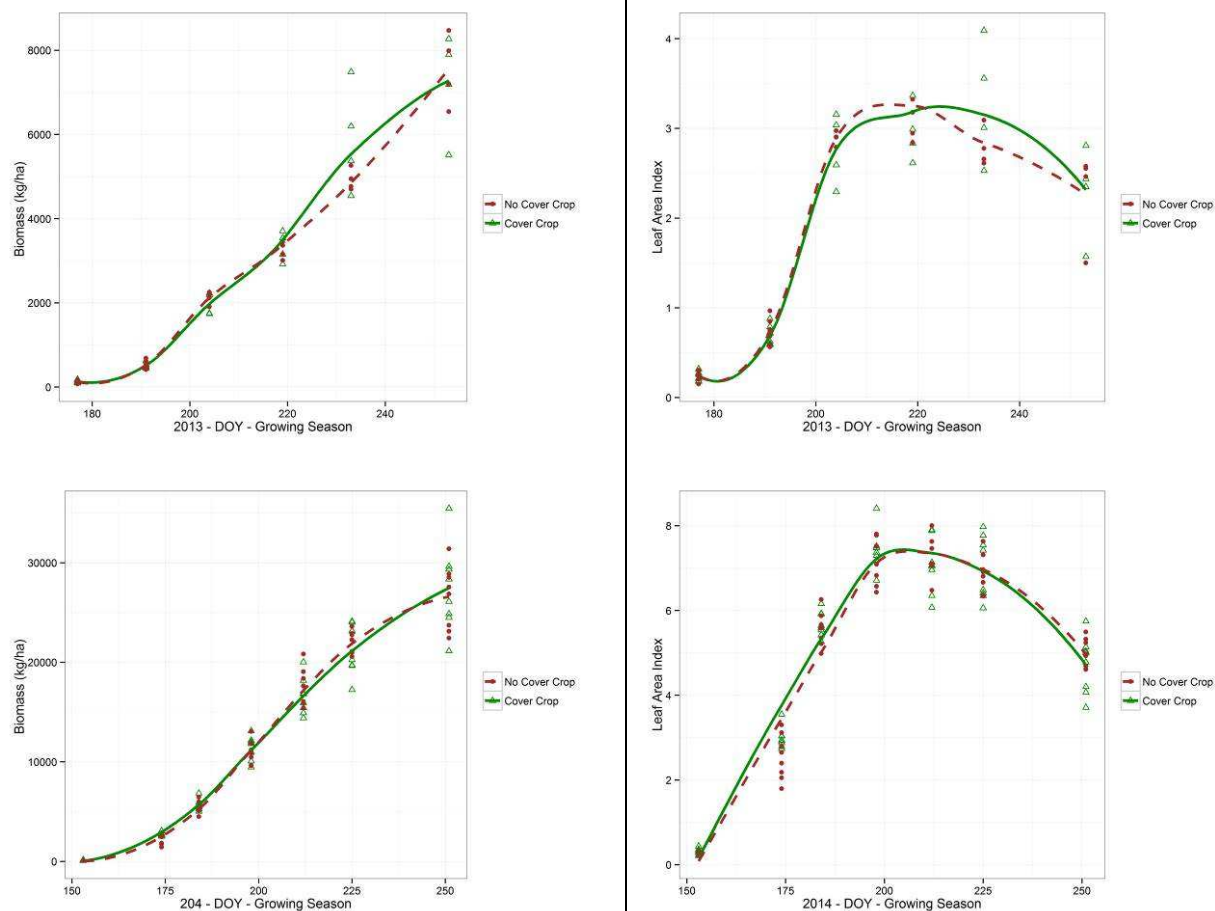 Biomass (kg/ha)
8000
6000
4000
2000
0
180
200
220
240
2013 - DOY - Growing Season
No Cover Crop
Cover Crop
Leaf Area Index
4
3
2
1
0
180
200
220
240
2013 - DOY - Growing Season
No Cover Crop
Cover Crop
Biomass (kg/ha)
30000
20000
10000
0
150
175
200
225
250
204 - DOY - Growing Season
No Cover Crop
Cover Crop
Leaf Area Index
8
6
4
2
0
150
175
200
225
250
2014 - DOY - Growing Season
No Cover Crop
Cover Crop